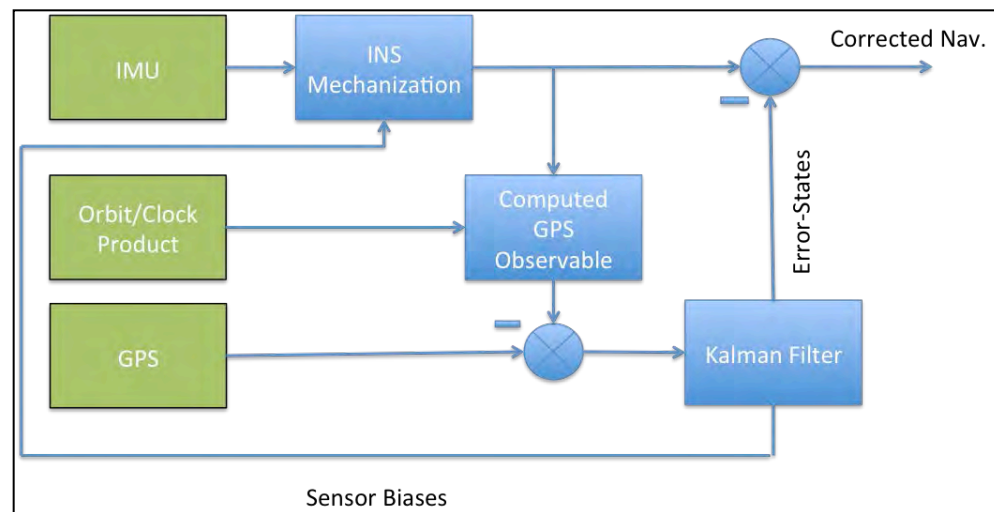 IMU
INS
Mechanization
Corrected Nav.
Orbit/Clock
Product
Computed
GPS
Observable
Error-States
GPS
Kalman Filter
Sensor Biases